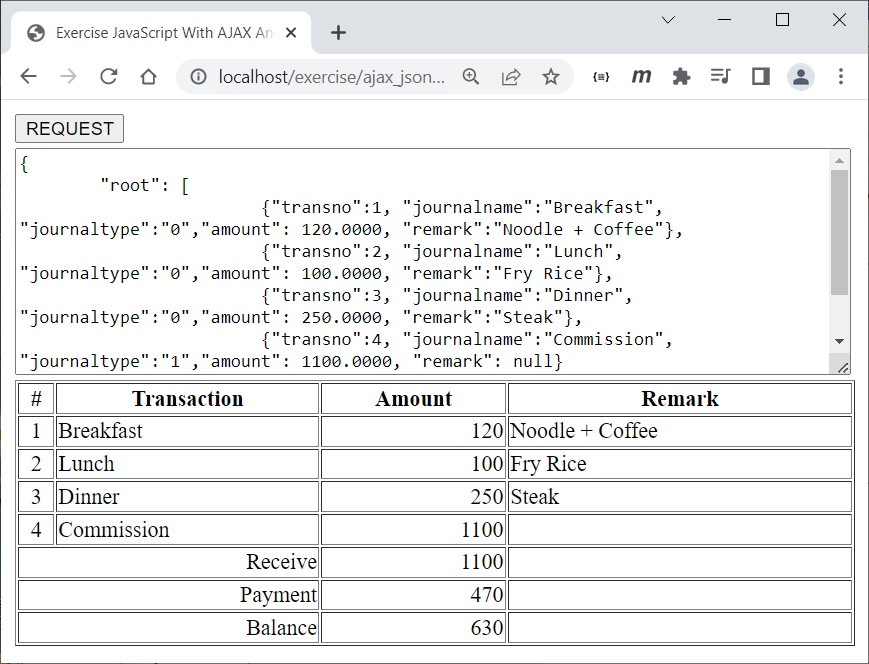 Exercise JavaScript With AJAX An
localhost/exercise/ajax_json...
REQUEST
{
"root": [
{"transno":1, "journalname":"Breakfast",
"journaltype":"0","amount": 120.0000, "remark":"Noodle + Coffee"},
{"transno":2, "journalname":"Lunch",
"journaltype":"0","amount": 100.0000, "remark":"Fry Rice"},
{"transno":3, "journalname":"Dinner",
"journaltype":"0","amount": 250.0000, "remark":"Steak"},
{"transno":4, "journalname":"Commission",
"journaltype":"1","amount": 1100.0000, "remark": null}
# Transaction Amount Remark
1 Breakfast 120 Noodle + Coffee
2 Lunch 100 Fry Rice
3 Dinner 250 Steak
4 Commission 1100
Receive 1100
Payment 470
Balance 630